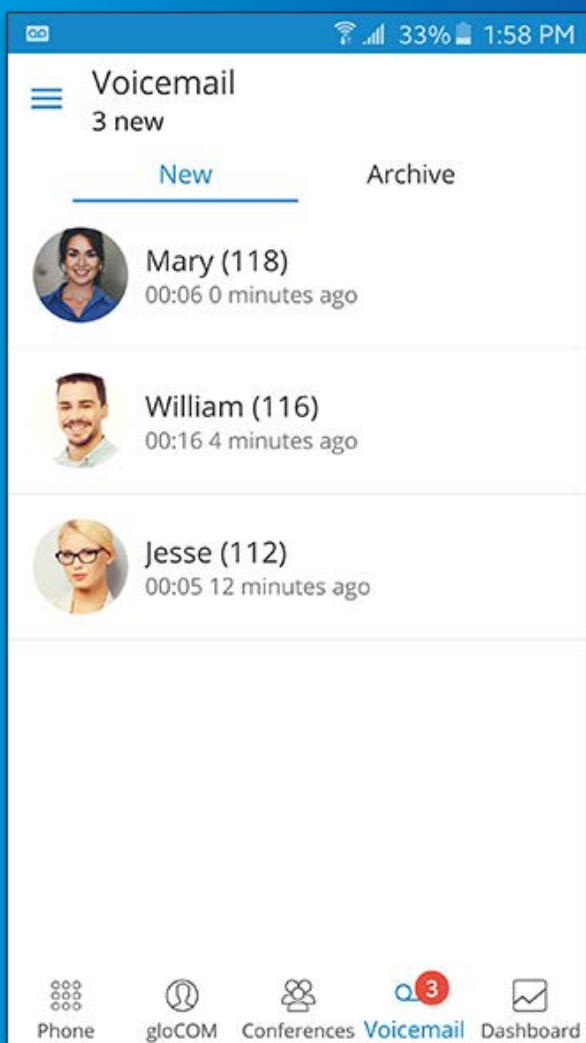 33% 1:58 PM
Voicemail
3 new
New Archive
Mary (118)
00:06 0 minutes ago
William (116)
00:16 4 minutes ago
Jesse (112)
00:05 12 minutes ago
3
Phone gloCOM Conferences Voicemail Dashboard